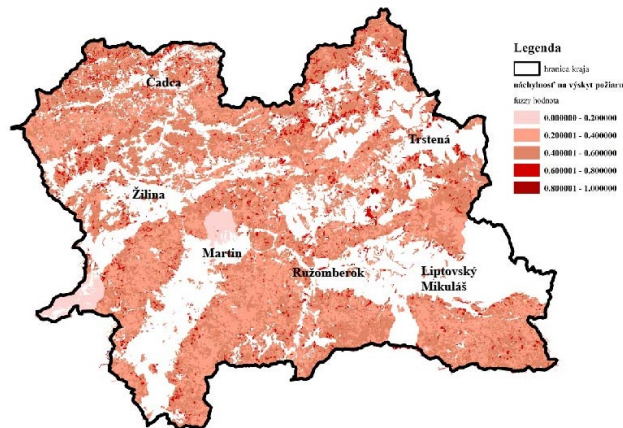 Čadca
Trstená
Žilina
Martin
Ružomberok
Liptovský
Mikuláš
Legenda
hranica kraja
náchylnosť na výskyt požiaru
fuzzy hodnota
0.000000 - 0.200000
0.200001 - 0.400000
0.400001 - 0.600000
0.600001 - 0.800000
0.800001 - 1.000000